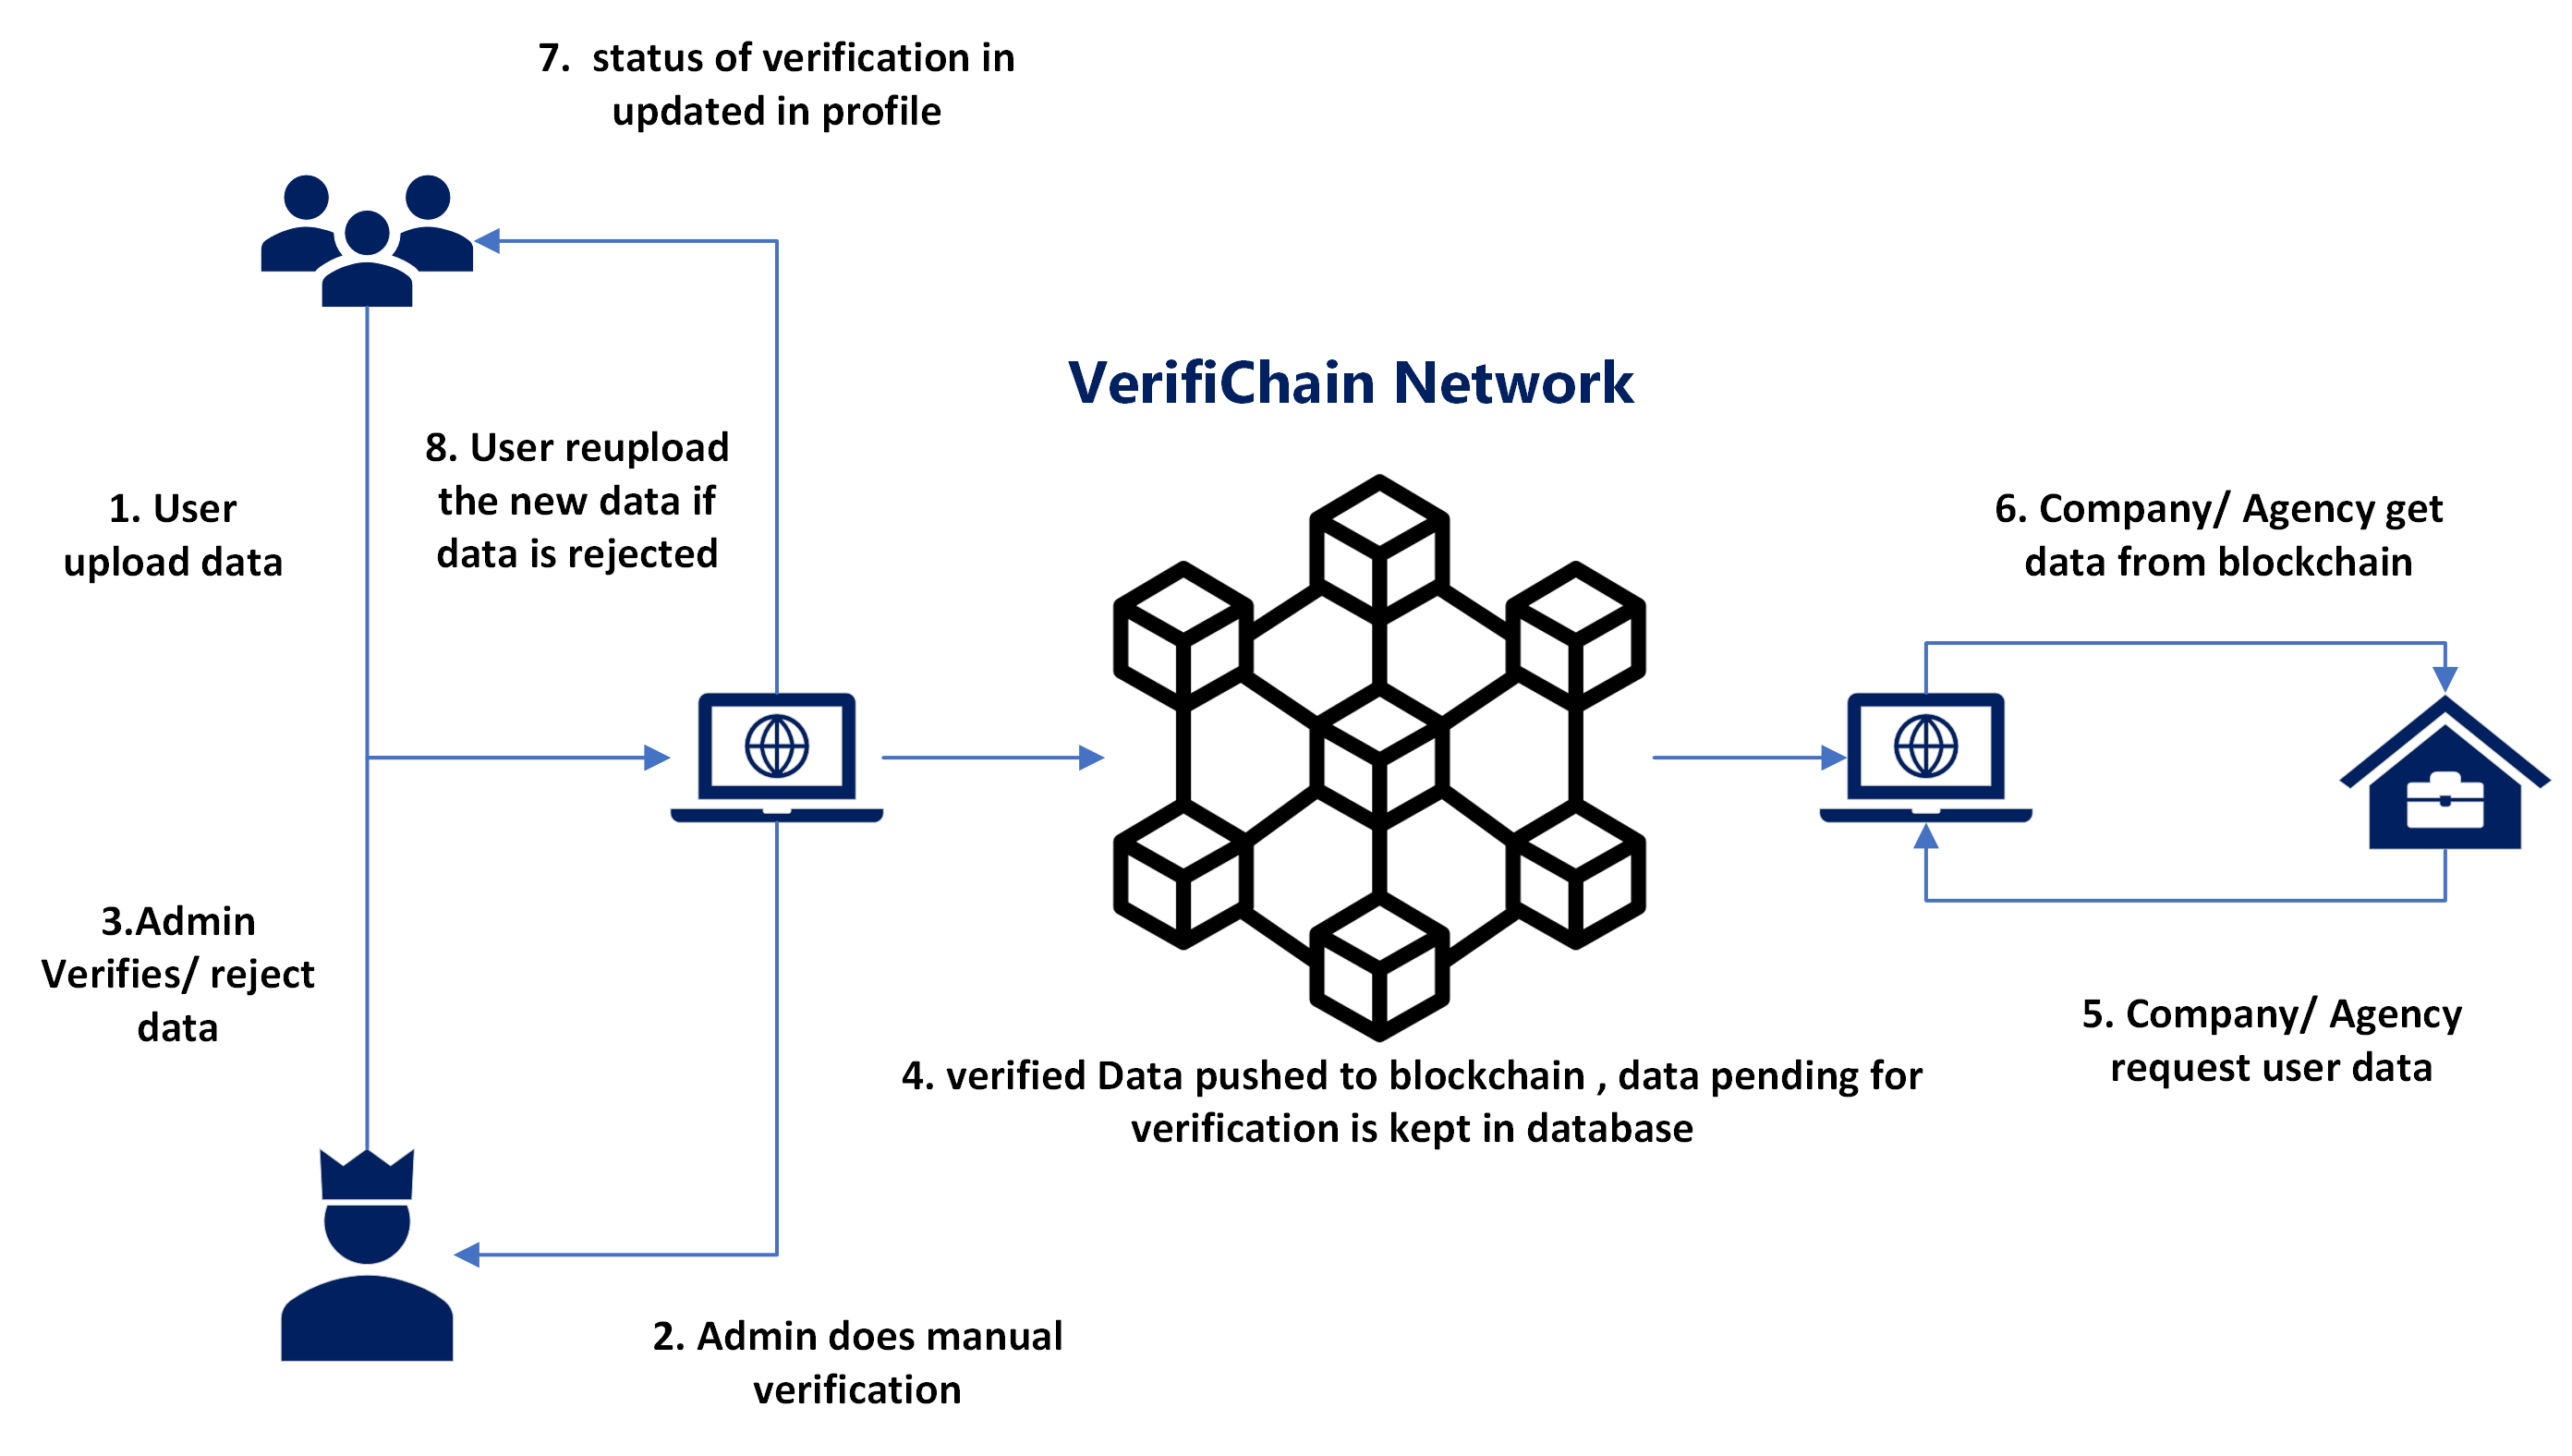 7.  status of verification in
updated in profile
VerifiChain Network
8. User reupload
the new data if
data is rejected
1. User
upload data
6. Company/ Agency get
data from blockchain
3.Admin
Verifies/ reject
data
5. Company/ Agency
request user data
4. verified Data pushed to blockchain , data pending for
verification is kept in database
2. Admin does manual
verification